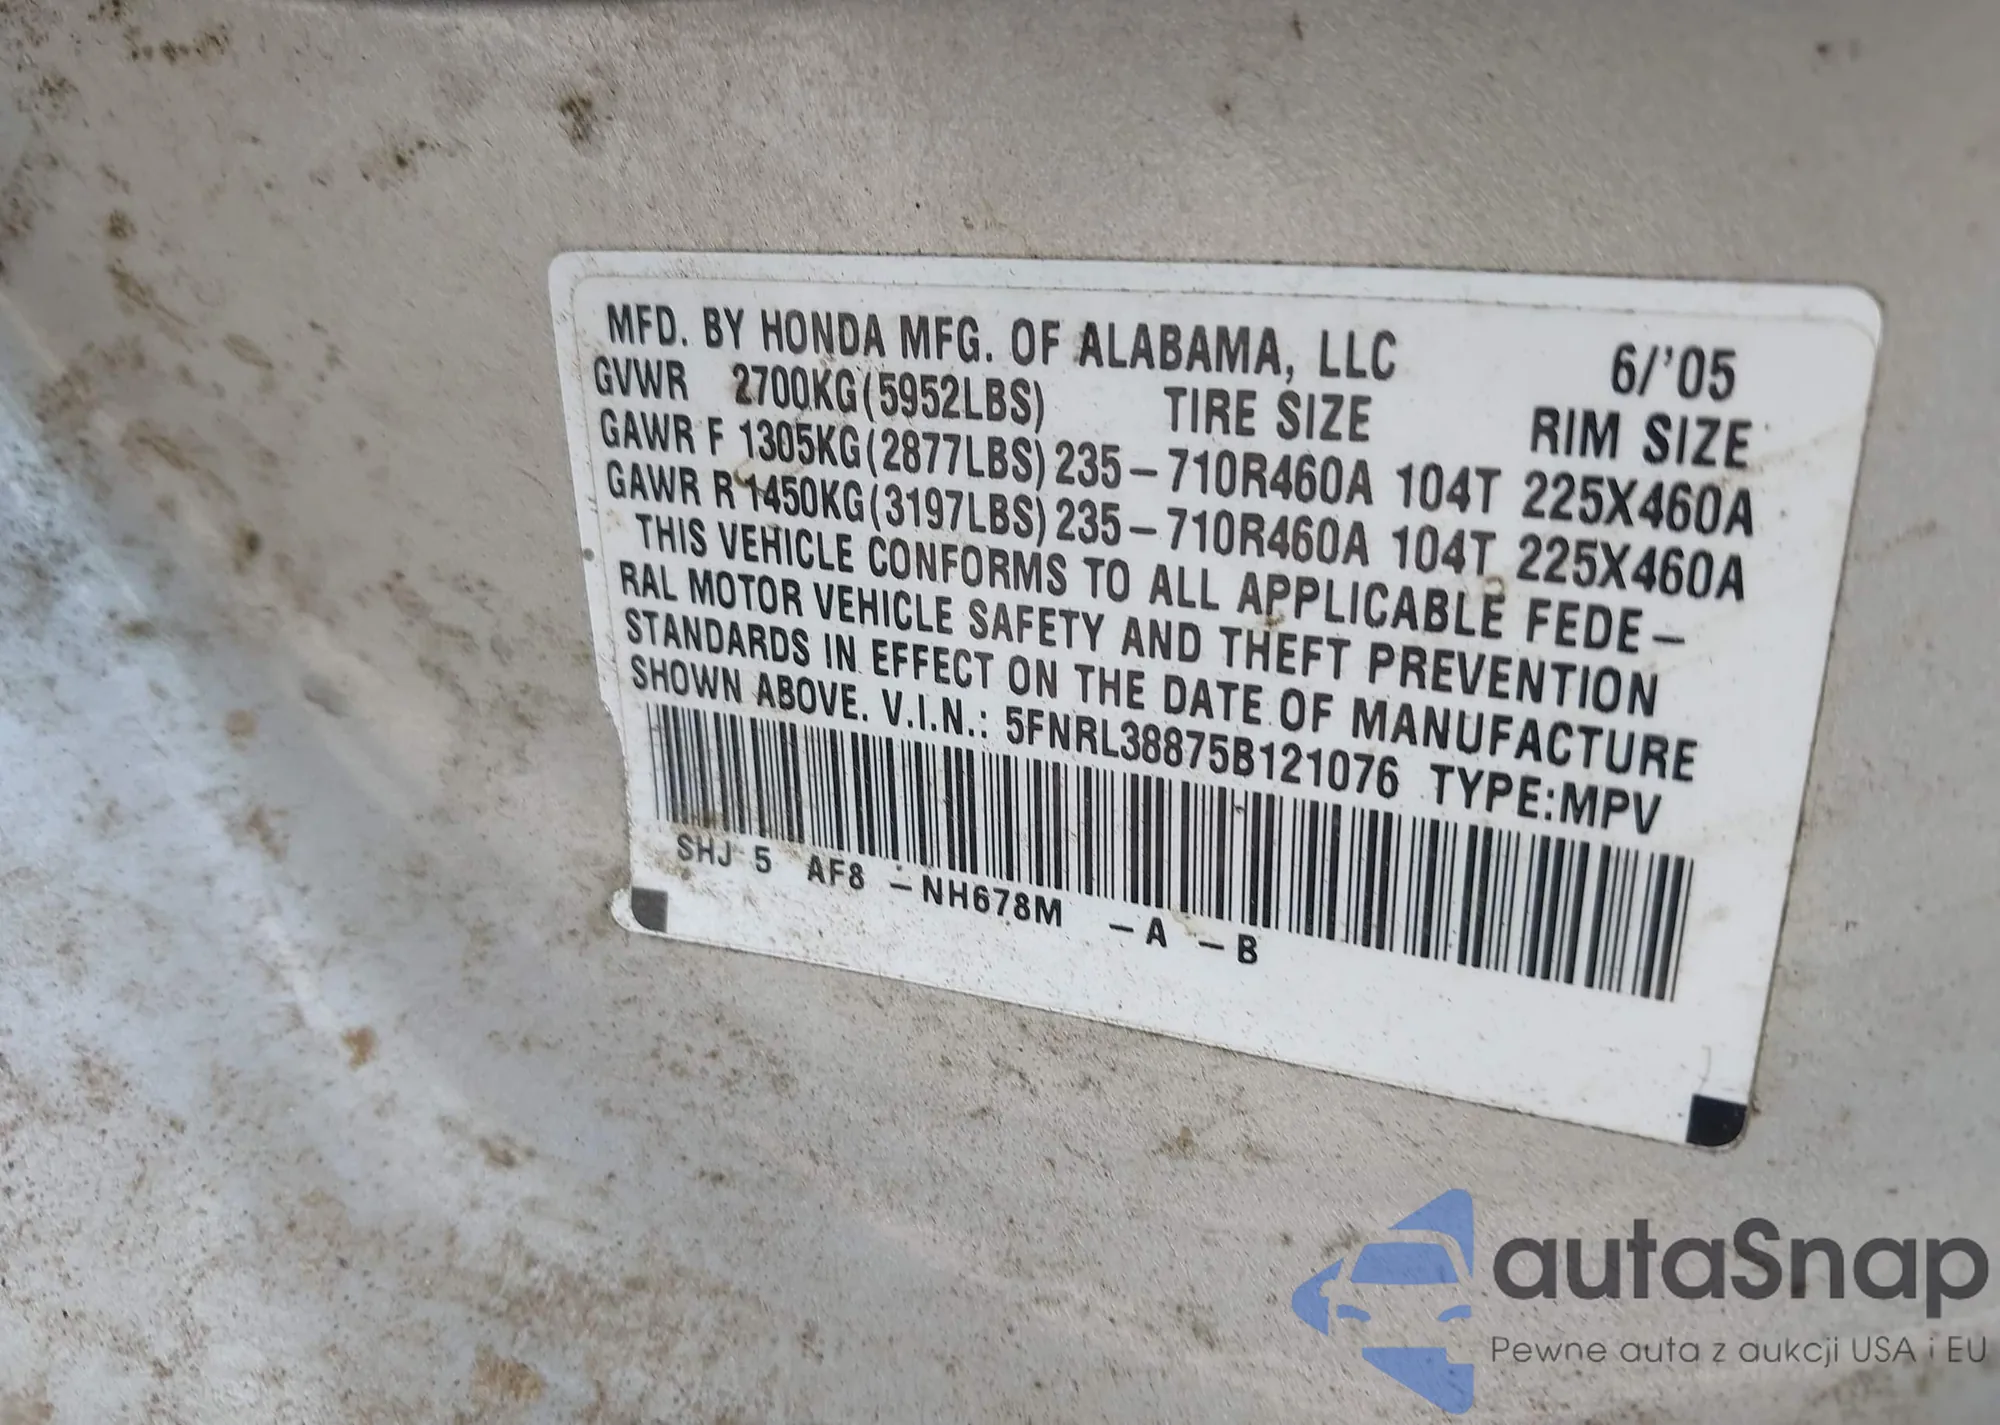 MFD. BY HONDA MFG. OF ALABAMA, LLC 6/'05
GVWR 2700KG(5952LBS) TIRE SIZE RIM SIZE
GAWR F 1305KG(2877LBS) 235-710R460A 104T 225X460A
GAWR R 1450KG(3197LBS) 235-710R460A 104T 225X460A
THIS VEHICLE CONFORMS TO ALL APPLICABLE FEDE-
RAL MOTOR VEHICLE SAFETY AND THEFT PREVENTION
STANDARDS IN EFFECT ON THE DATE OF MANUFACTURE
SHOWN ABOVE. V.I.N.: 5FNRL38875B121076 TYPE:MPV
SHJ 5 AF8 -NH678M -A -B
autaSnap
Pewne auta z aukcji USA i EU